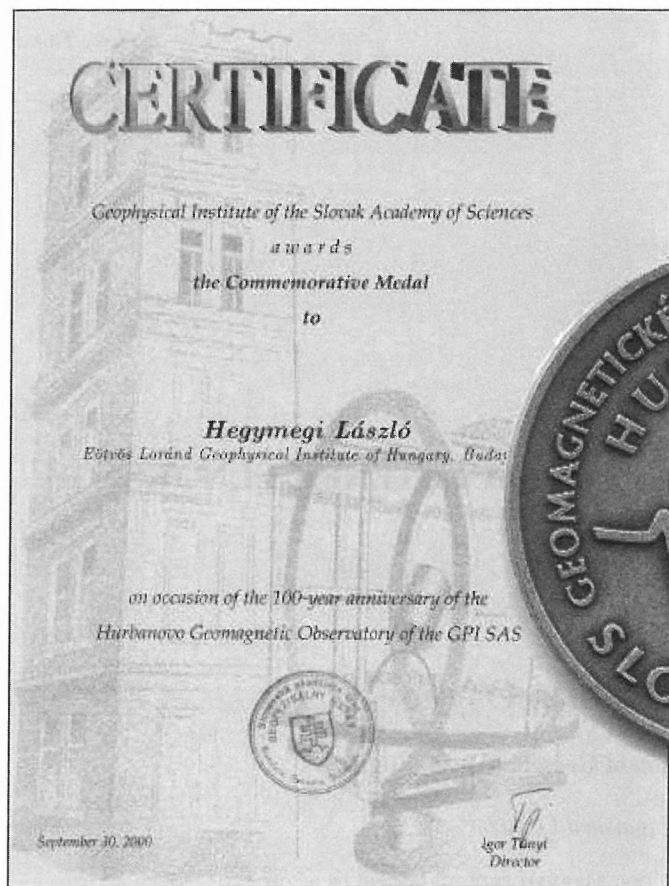 CERTIFICATE
Geophysical Institute of the Slovak Academy of Sciences
awards
the Commemorative Medal
to
Hegymegi László
Eötvös Loránd Geophysical Institute of Hungary, Budap
on occasion of the 100-year anniversary of the
Hurbanovo Geomagnetic Observatory of the GPI SAS
GEOFYZIKÁLNY
September 30, 2000
Igor Túnyi
Director
GEOMAGNETICKÉ
HU
SLO